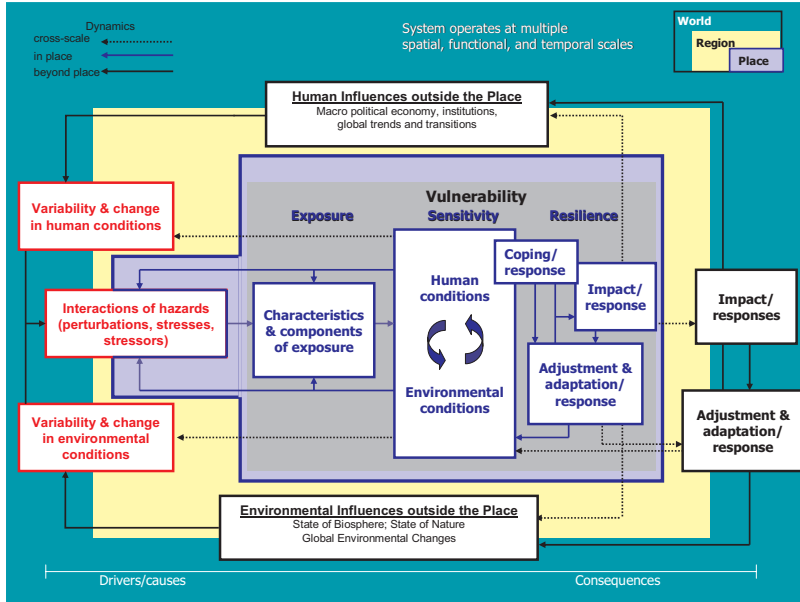 Dynamics
cross-scale
in place
beyond place
System operates at multiple
spatial, functional, and temporal scales
World
Region
Place
Human Influences outside the Place
Macro political economy, institutions,
global trends and transitions
Vulnerability
Exposure
Sensitivity
Resilience
Variability & change
in human conditions
Interactions of hazards
(perturbations, stresses,
stressors)
Variability & change
in environmental
conditions
Characteristics
& components
of exposure
Human
conditions
Environmental
conditions
Coping/
response
Impact/
response
Adjustment &
adaptation/
response
Impact/
responses
Adjustment &
adaptation/
response
Environmental Influences outside the Place
State of Biosphere; State of Nature
Global Environmental Changes
Drivers/causes
Consequences